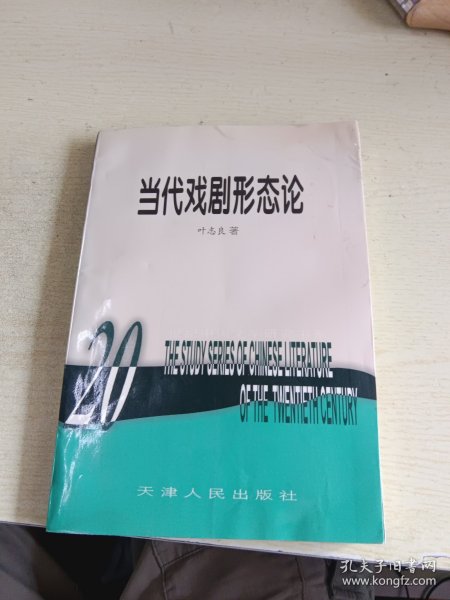 当代戏剧形态论
叶志良 著
20
THE STUDY SERIES OF CHINESE LITERATURE
OF THE TWENTIETH CENTURY
天津人民出版社
孔夫子旧书网
www.kongfz.com